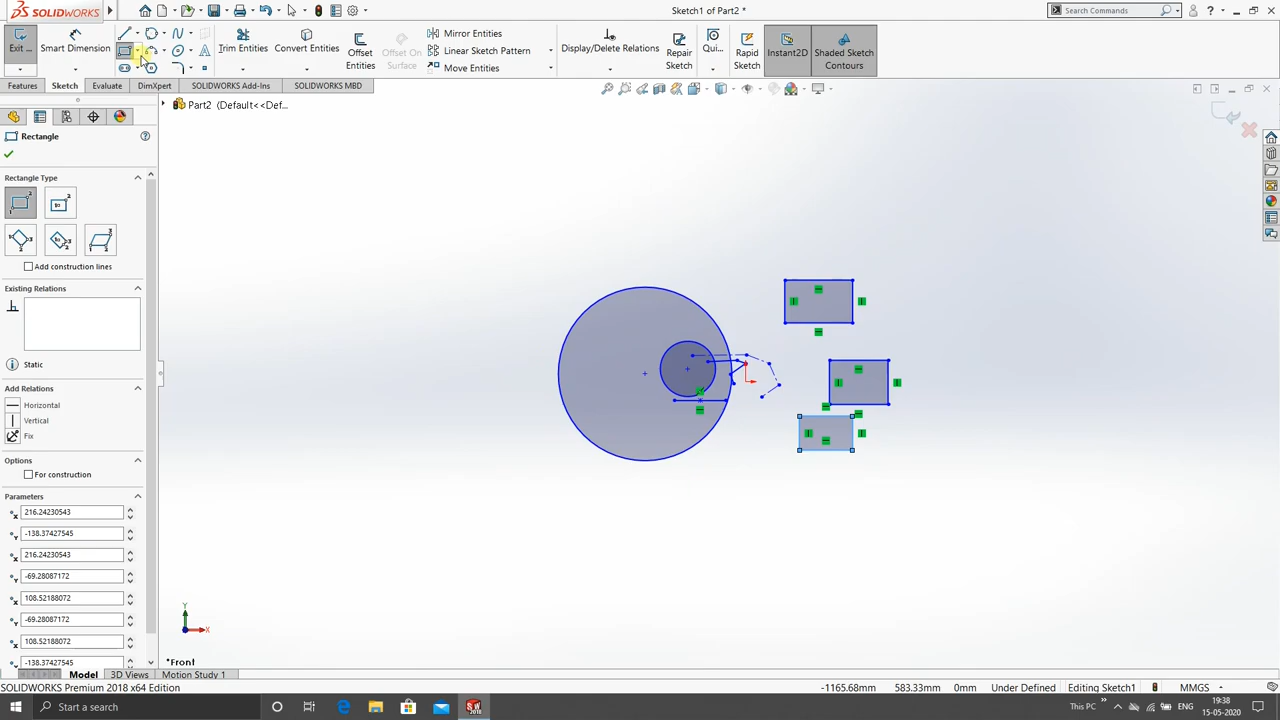 SOLIDWORKS
Sketch1 of Part2 *
Search Commands
Exit ...
Smart Dimension
Trim Entities
Convert Entities
Offset
Entities
Offset On
Surface
Mirror Entities
Linear Sketch Pattern
Move Entities
Display/Delete Relations
Repair
Sketch
Qui...
Rapid
Sketch
Instant2D
Shaded Sketch
Contours
Features
Sketch
Evaluate
DimXpert
SOLIDWORKS Add-Ins
SOLIDWORKS MBD
Part2 (Default<<Def...
Rectangle
Rectangle Type
Add construction lines
Existing Relations
Static
Add Relations
Horizontal
Vertical
Fix
Options
For construction
Parameters
216.24230543
-138.37427545
216.24230543
-69.28087172
108.52188072
-69.28087172
108.52188072
-138.37427545
Y
X
*Front
Model
3D Views
Motion Study 1
SOLIDWORKS Premium 2018 x64 Edition
-1165.68mm
583.33mm
0mm
Under Defined
Editing Sketch1
MMGS
Start a search
This PC
ENG
19:38
15-05-2020